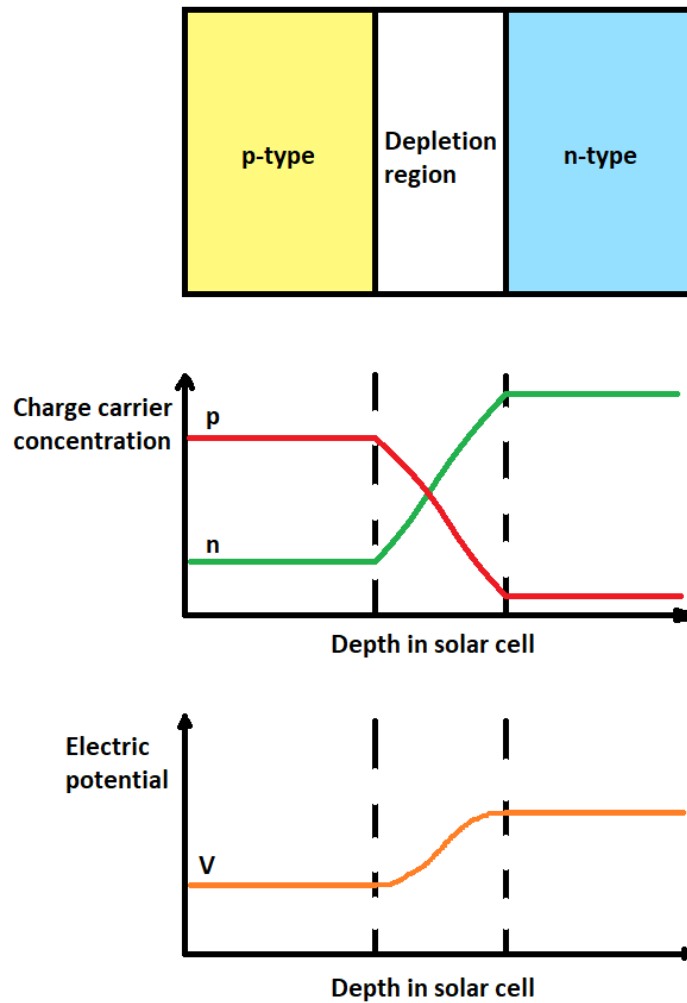 p-type
Depletion
region
n-type
Charge carrier
concentration
p
n
Depth in solar cell
Electric
potential
V
Depth in solar cell